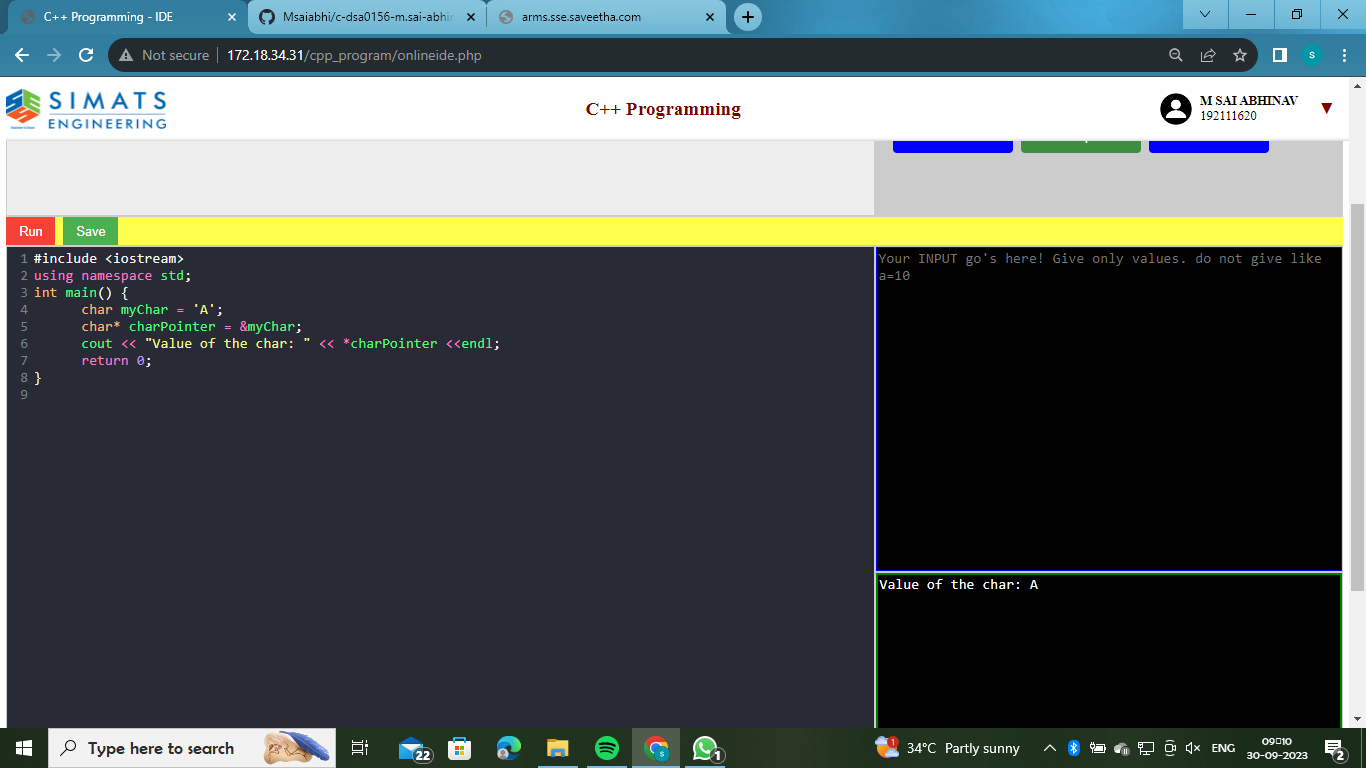 C++ Programming - IDE
Msaiabhi/c-dsa0156-m.sai-abhin
arms.sse.saveetha.com
Not secure
172.18.34.31/cpp_program/onlineide.php
S
SIMATS
ENGINEERING
C++ Programming
M SAI ABHINAV
192111620
Run
Save
1 #include <iostream>
2 using namespace std;
3 int main() {
4 char myChar = 'A';
5 char* charPointer = &myChar;
6 cout << "Value of the char: " << *charPointer <<endl;
7 return 0;
8 }
9
Your INPUT go's here! Give only values. do not give like
a=10
Value of the char: A
Type here to search
22
S
1
1
34°C Partly sunny
ENG
09:10
30-09-2023
2